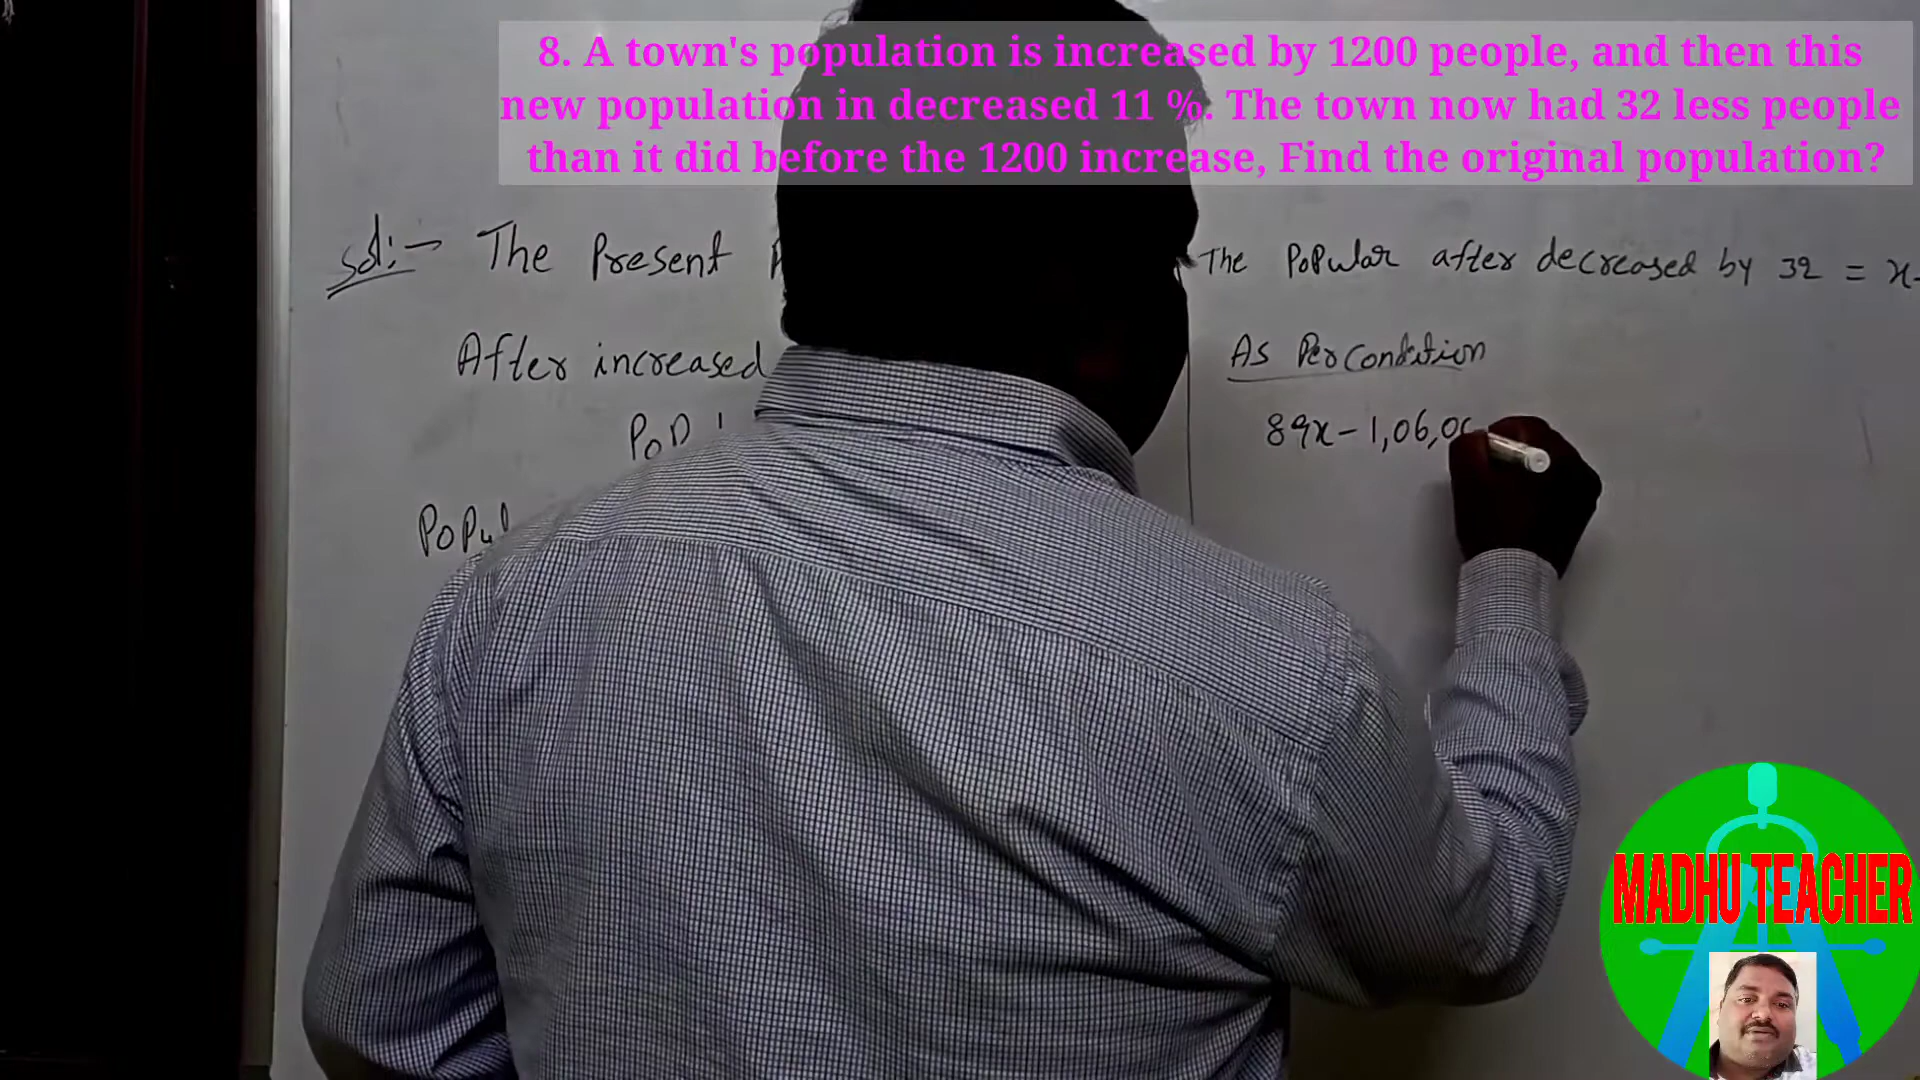 8. A town's population is increased by 1200 people, and then this
new population in decreased 11 %. The town now had 32 less people
than it did before the 1200 increase, Find the original population?
Sol:- The Present
After increased
Popul
The PoPular after decreased by 32 = x-
As Per condition
89x - 1,06,0
MADHU TEACHER